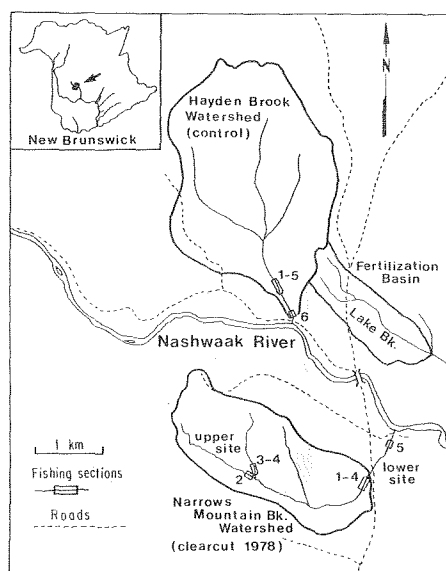 New Brunswick
Hayden Brook
Watershed
(control)
N
1-5
6
Fertilization
Basin
Lake Bk.
Nashwaak River
1 km
Fishing sections
Roads
upper
site
3-4
2
1-4
5
lower
site
Narrows
Mountain Bk.
Watershed
(clearcut 1978)